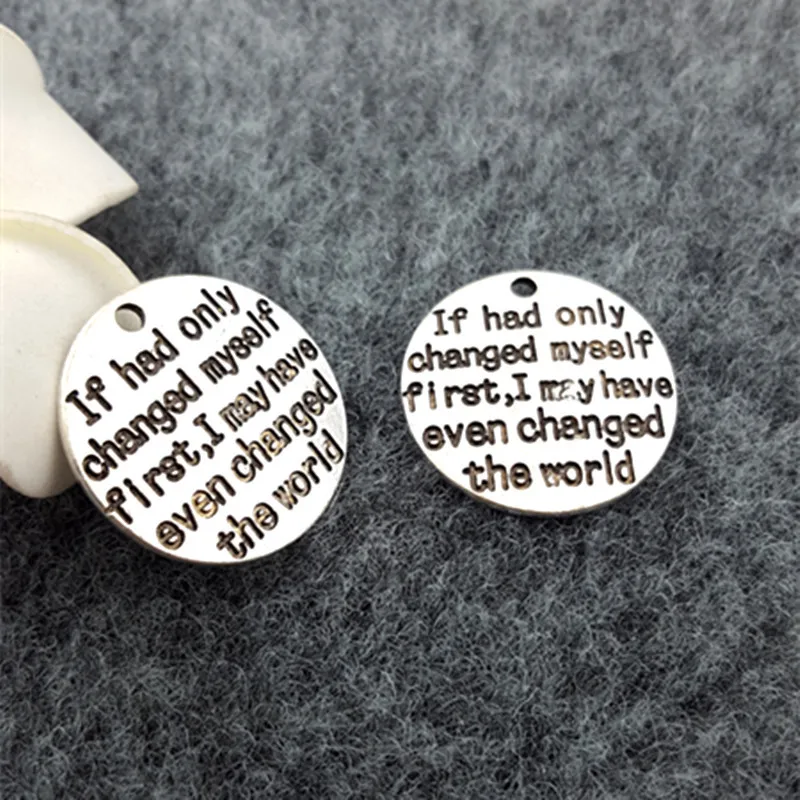 If had only
changed myself
first,I may have
even changed
the world
If had only
changed myself
first,I may have
even changed
the world